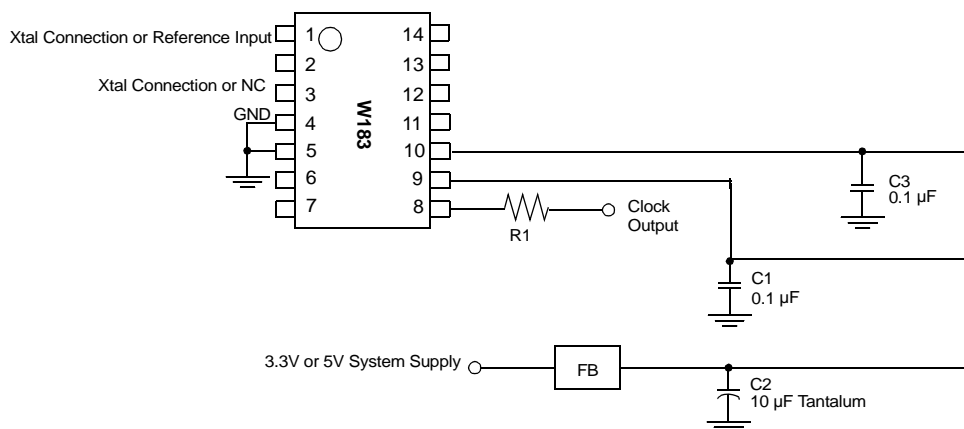 Xtal Connection or Reference Input
1
14
2
13
Xtal Connection or NC
3
12
GND
4
11
W183
5
10
6
9
7
8
C3
0.1 µF
R1
Clock
Output
C1
0.1 µF
3.3V or 5V System Supply
FB
C2
10 µF Tantalum